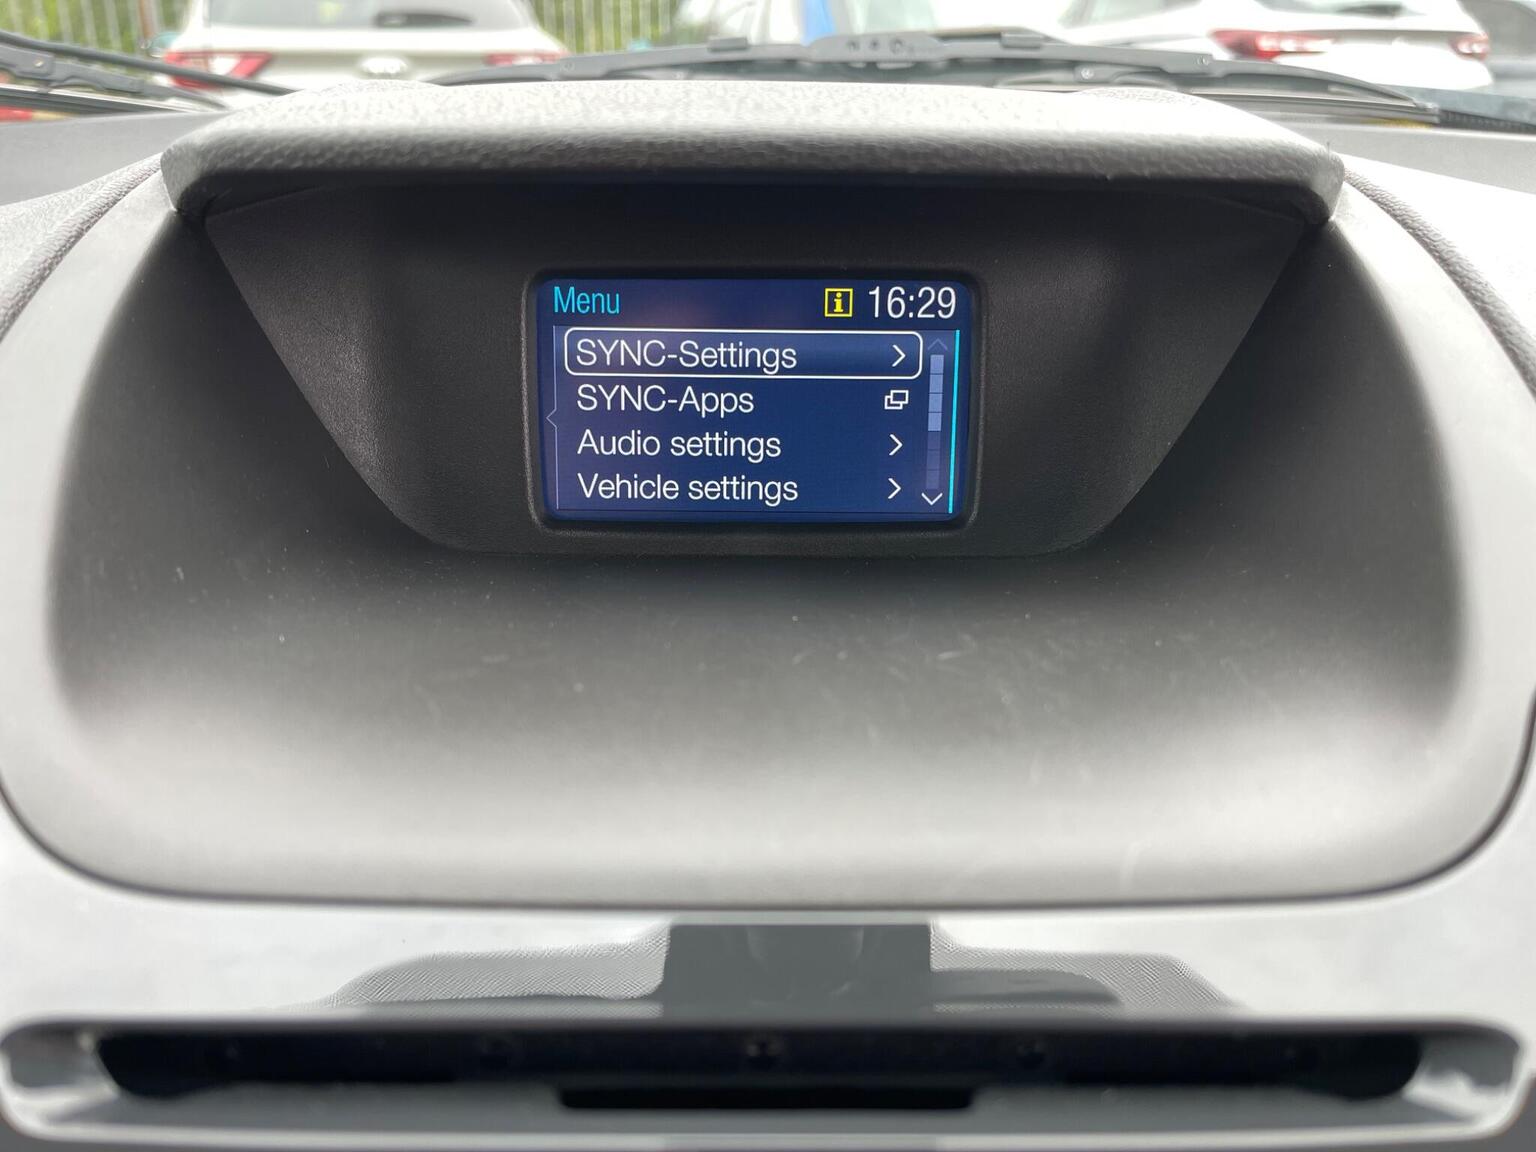 Menu i 16:29
SYNC-Settings
SYNC-Apps
Audio settings
Vehicle settings